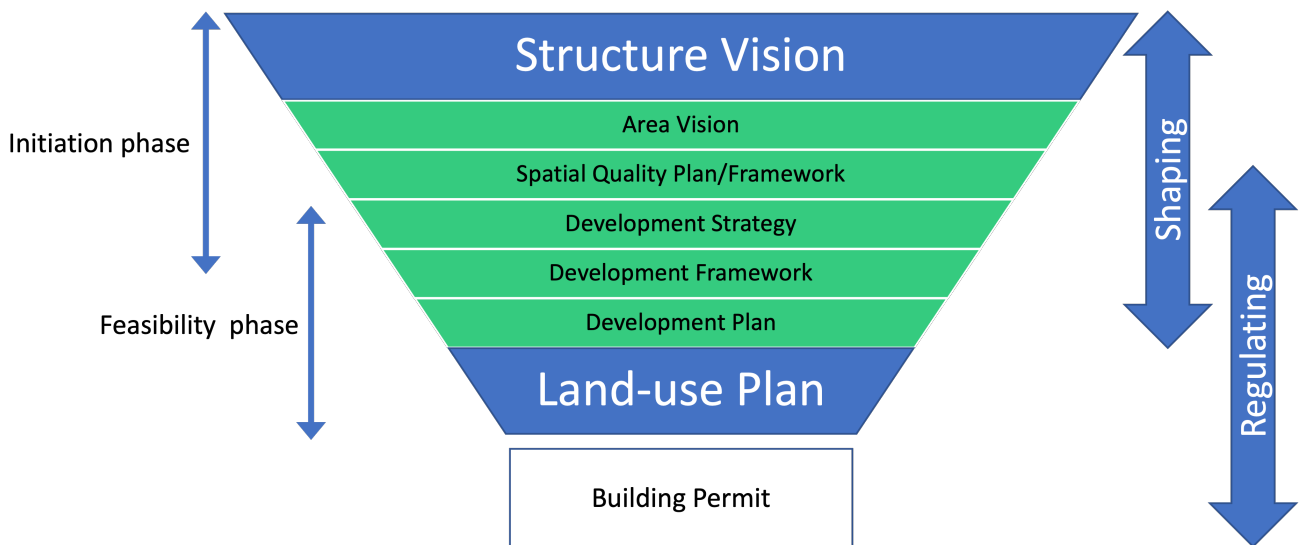 Structure Vision
Area Vision
Initiation phase
Spatial Quality Plan/Framework
Development Strategy
Development Framework
Feasibility  phase
Development Plan
Land-use Plan
Building Permit
Shaping
Regulating